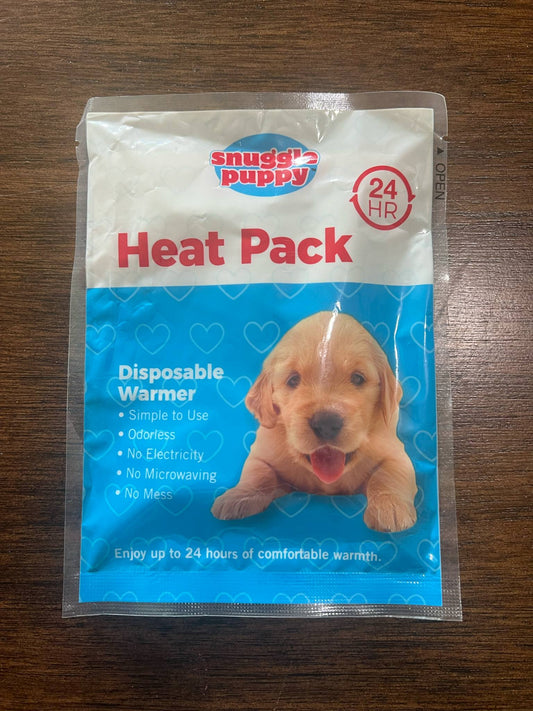 snuggle
puppy
24
HR
▲ OPEN
Heat Pack
Disposable
Warmer
• Simple to Use
• Odorless
• No Electricity
• No Microwaving
• No Mess
Enjoy up to 24 hours of comfortable warmth.